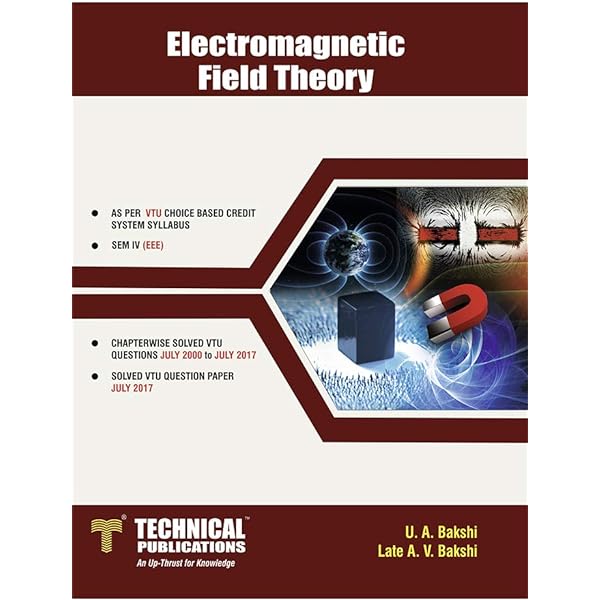 Electromagnetic
Field Theory
• AS PER VTU CHOICE BASED CREDIT
SYSTEM SYLLABUS
• SEM IV (EEE)
• CHAPTERWISE SOLVED VTU
QUESTIONS JULY 2000 to JULY 2017
• SOLVED VTU QUESTION PAPER
JULY 2017
® TECHNICAL™
PUBLICATIONS
An Up-Thrust for Knowledge
U. A. Bakshi
Late A. V. Bakshi